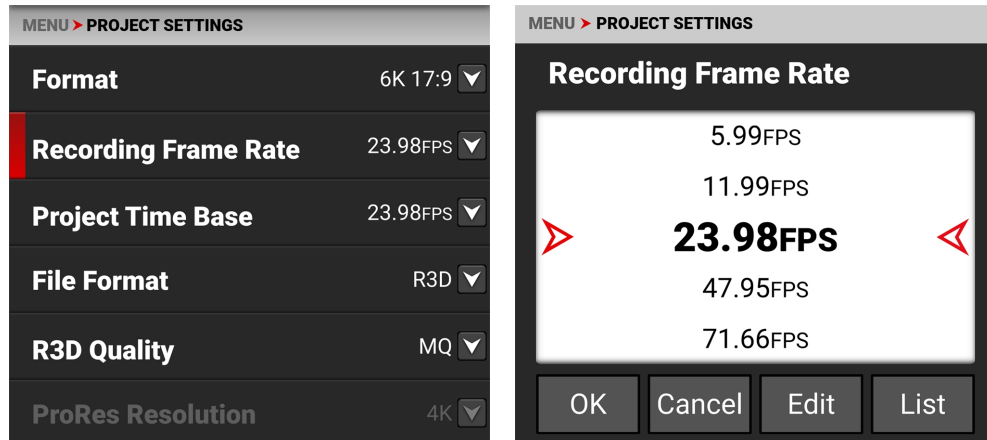 MENU PROJECT SETTINGS
Format 6K 17:9
Recording Frame Rate 23.98FPS
Project Time Base 23.98FPS
File Format R3D
R3D Quality MQ
ProRes Resolution 4K
MENU PROJECT SETTINGS
Recording Frame Rate
5.99FPS
11.99FPS
23.98FPS
47.95FPS
71.66FPS
OK Cancel Edit List